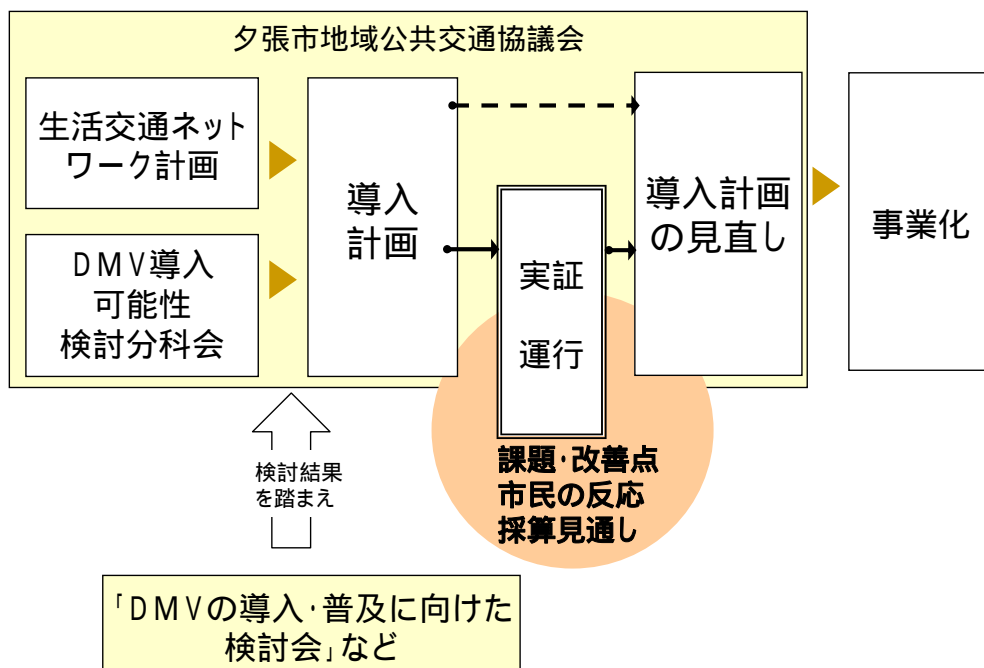 夕張市地域公共交通協議会
生活交通ネット
ワーク計画
DMV導入
可能性
検討分科会
導入
計画
実証
運行
導入計画
の見直し
事業化
課題・改善点
市民の反応
採算見通し
検討結果
を踏まえ
「DMVの導入・普及に向けた
検討会」など